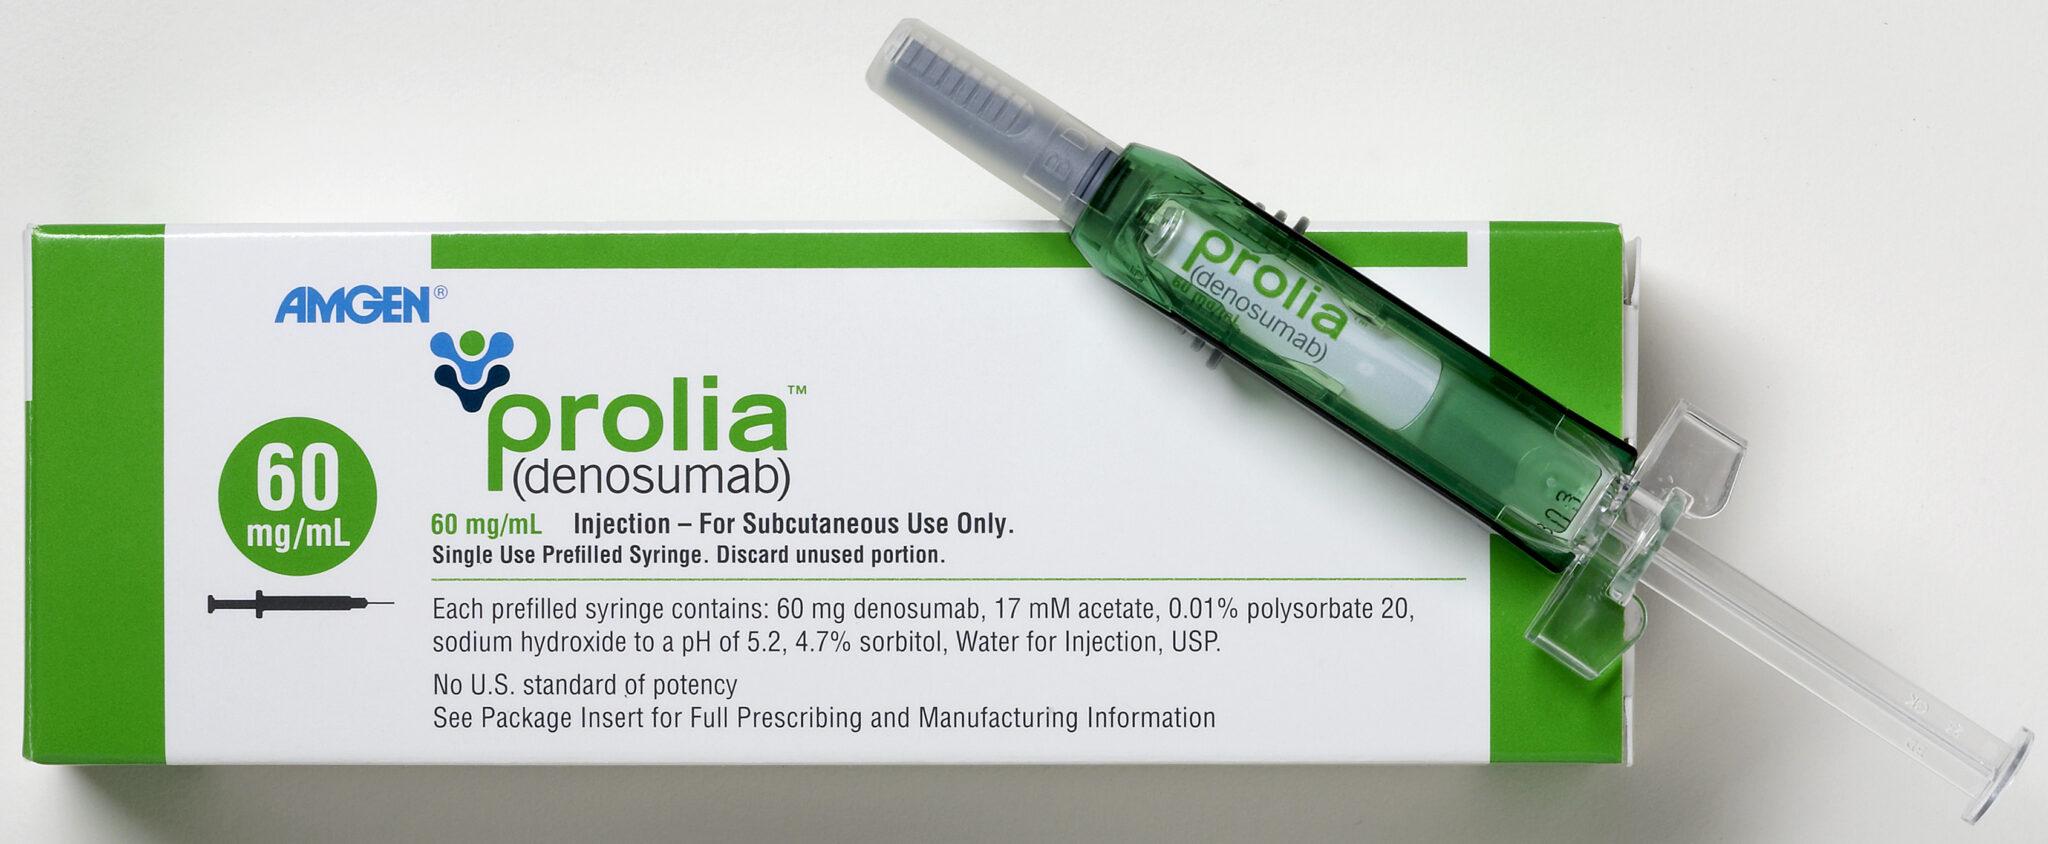 AMGEN®
prolia™
(denosumab)
60
mg/mL
60 mg/mL Injection – For Subcutaneous Use Only.
Single Use Prefilled Syringe. Discard unused portion.
Each prefilled syringe contains: 60 mg denosumab, 17 mM acetate, 0.01% polysorbate 20,
sodium hydroxide to a pH of 5.2, 4.7% sorbitol, Water for Injection, USP.
No U.S. standard of potency
See Package Insert for Full Prescribing and Manufacturing Information
BD
prolia™
(denosumab)
60 mg/mL